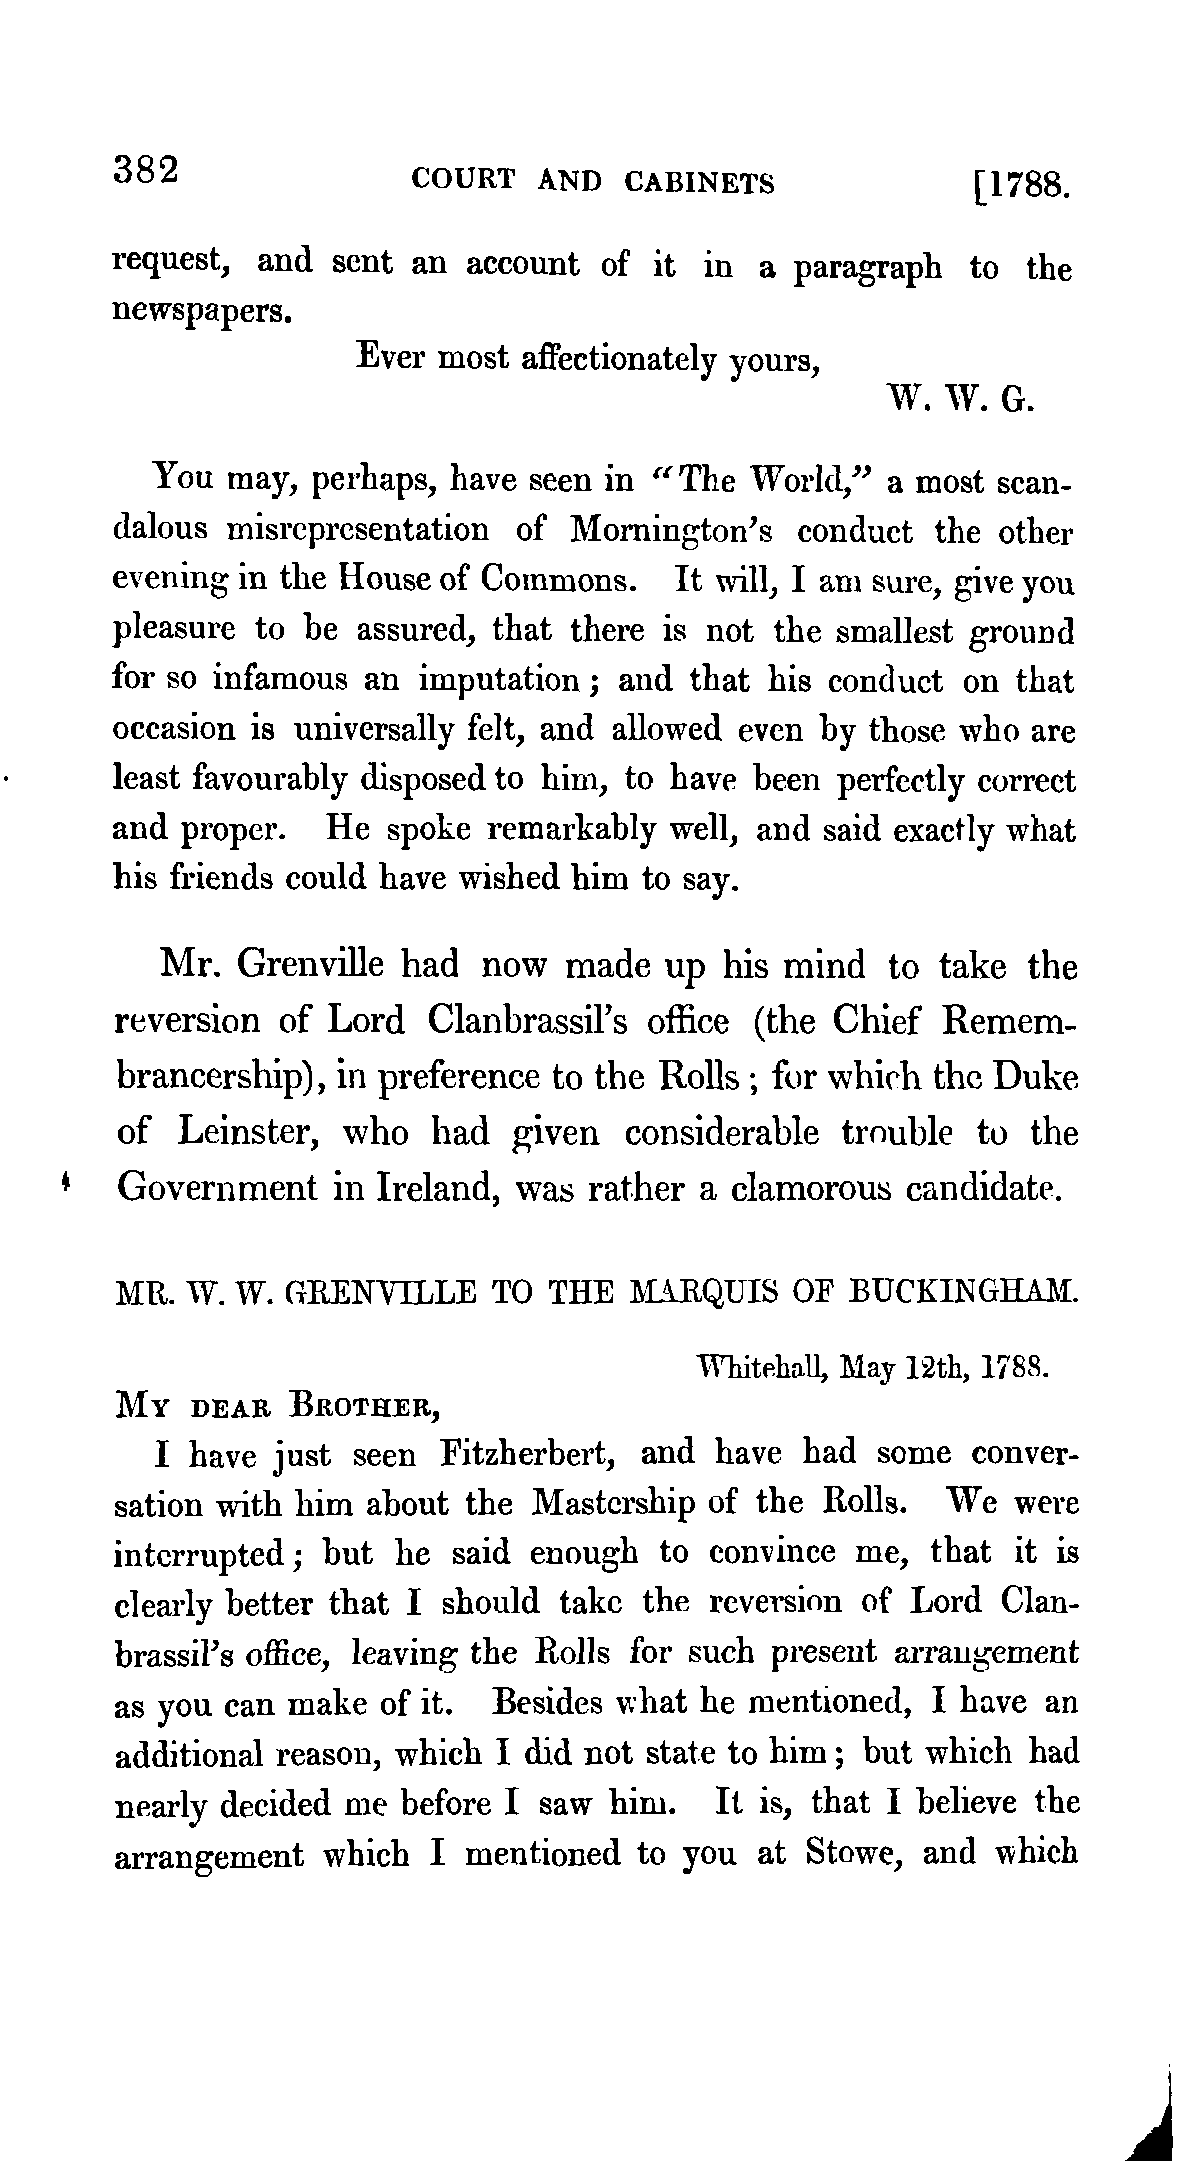 382 COURT AND CABINETS [1788.
request, and sent an account of it in a paragraph to the
newspapers.
Ever most affectionately yours,
W. W. G.
You may, perhaps, have seen in “The World,” a most scan-
dalous misrepresentation of Mornington’s conduct the other
evening in the House of Commons. It will, I am sure, give you
pleasure to be assured, that there is not the smallest ground
for so infamous an imputation; and that his conduct on that
occasion is universally felt, and allowed even by those who are
least favourably disposed to him, to have been perfectly correct
and proper. He spoke remarkably well, and said exactly what
his friends could have wished him to say.
Mr. Grenville had now made up his mind to take the
reversion of Lord Clanbrassil’s office (the Chief Remem-
brancership), in preference to the Rolls; for which the Duke
of Leinster, who had given considerable trouble to the
Government in Ireland, was rather a clamorous candidate.
MR. W. W. GRENVILLE TO THE MARQUIS OF BUCKINGHAM.
Whitehall, May 12th, 1788.
MY DEAR BROTHER,
I have just seen Fitzherbert, and have had some conver-
sation with him about the Mastership of the Rolls. We were
interrupted; but he said enough to convince me, that it is
clearly better that I should take the reversion of Lord Clan-
brassil’s office, leaving the Rolls for such present arrangement
as you can make of it. Besides what he mentioned, I have an
additional reason, which I did not state to him; but which had
nearly decided me before I saw him. It is, that I believe the
arrangement which I mentioned to you at Stowe, and which